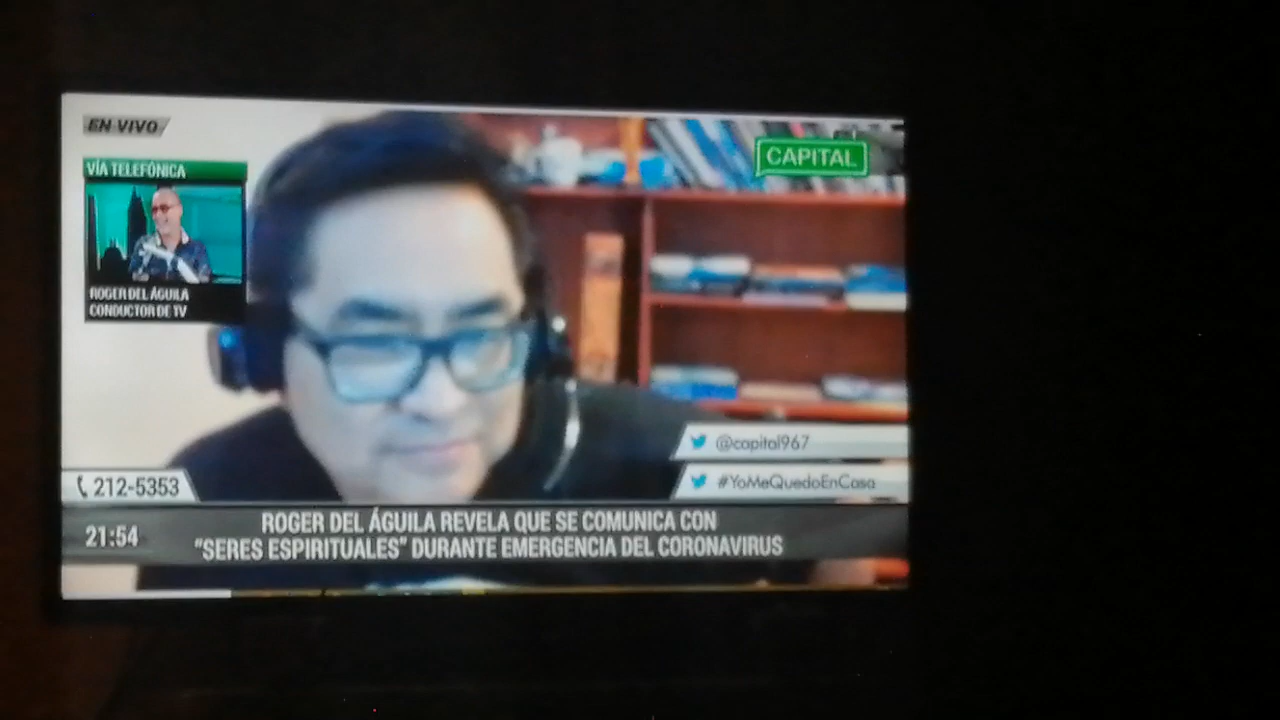 EN VIVO
VÍA TELEFÓNICA
CAPITAL
ROGER DEL ÁGUILA
CONDUCTOR DE TV
@capital967
212-5353
#YoMeQuedoEnCasa
21:54
ROGER DEL ÁGUILA REVELA QUE SE COMUNICA CON
"SERES ESPIRITUALES" DURANTE EMERGENCIA DEL CORONAVIRUS